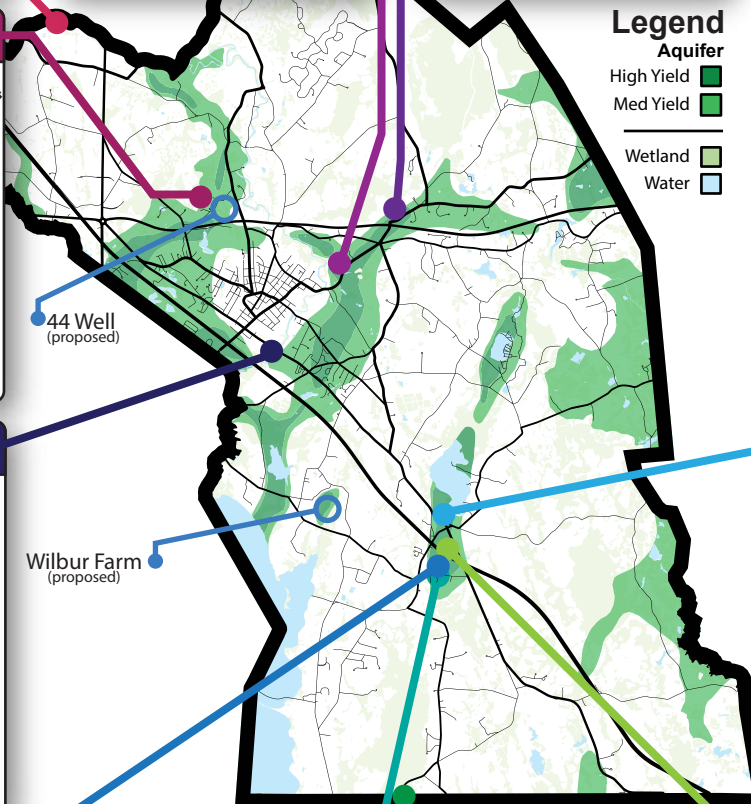 Legend
Aquifer
High Yield
Med Yield
Wetland
Water
44 Well
(proposed)
Wilbur Farm
(proposed)